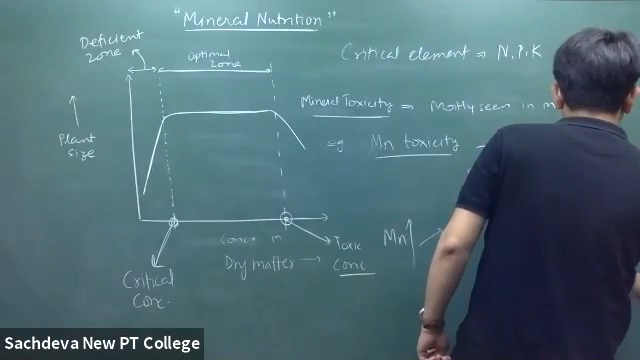 "Mineral Nutrition"
Deficient
zone
Optimal
zone
Critical element ⇒ N, P, K
Mineral Toxicity ⇒ Mostly seen in
Plant
size
eg Mn toxicity
Conc. in
Dry matter →
Toxic
Conc
Mn
Critical
Conc.
Sachdeva New PT College